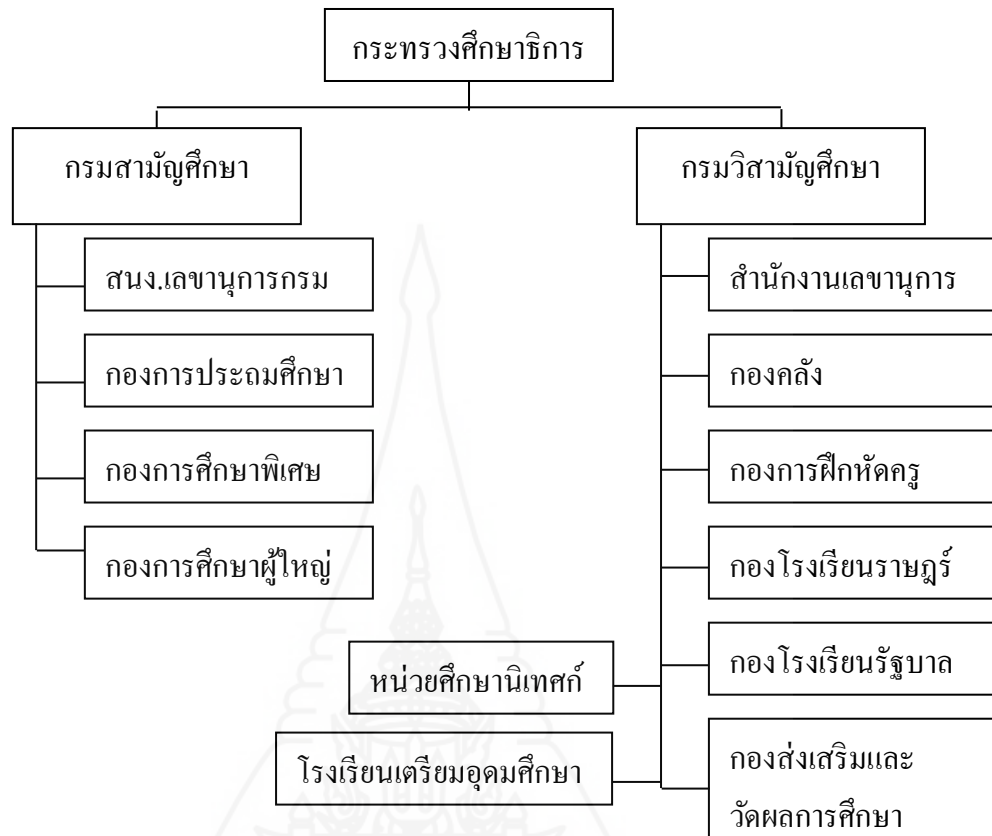 กระทรวงศึกษาธิการ
กรมสามัญศึกษา
กรมวิสามัญศึกษา
สนง.เลขานุการกรม
สำนักงานเลขานุการ
กองการประถมศึกษา
กองคลัง
กองการศึกษาพิเศษ
กองการฝึกหัดครู
กองการศึกษาผู้ใหญ่
กองโรงเรียนราษฎร์
กองโรงเรียนรัฐบาล
หน่วยศึกษานิเทศก์
โรงเรียนเตรียมอุดมศึกษา
กองส่งเสริมและ
วัดผลการศึกษา